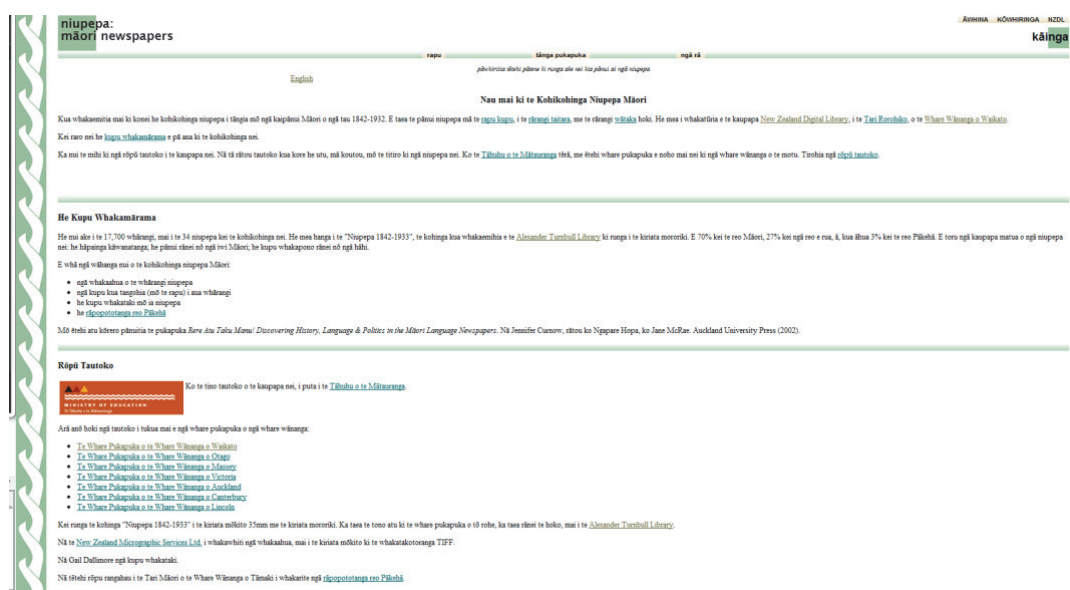 niupepa:
māori newspapers
ĀWHINA KŌWHIRINGA NZDL
kāinga
rapu tānga pukapuka ngā rā
pāwhiritia tētehi pātene ki runga ake nei kia pānui ai ngā niupepa
English
Nau mai ki te Kohikohinga Niupepa Māori
Kua whakaemitia mai ki konei he kohikohinga niupepa i tāngia mō ngā kaipānui Māori o ngā tau 1842-1932. E taea te pānui niupepa mā te rapu kupu, i te rārangi taitara, me te rārangi wātaka hoki. He mea i whakatūria e te kaupapa New Zealand Digital Library, i te Tari Rorohiko, o te Whare Wānanga o Waikato.
Kei raro nei he kupu whakamārama e pā ana ki te kohikohinga nei.
Ka nui te mihi ki ngā rōpū tautoko i te kaupapa nei. Nā tā rātou tautoko kua kore he utu, mā koutou, mō te titiro ki ngā niupepa nei. Ko te Tāhuhu o te Mātauranga tērā, me ētehi whare pukapuka e noho mai nei ki ngā whare wānanga o te motu. Tirohia ngā rōpū tautoko.
He Kupu Whakamārama
He nui ake i te 17,700 whārangi, mai i te 34 niupepa kei te kohikohinga nei. He mea hanga i te "Niupepa 1842-1933", te kohinga kua whakaemihia e te Alexander Turnbull Library ki runga i te kiriata mororiki. E 70% kei te reo Māori, 27% kei ngā reo e rua, ā, kua āhua 3% kei te reo Pākehā. E toru ngā kaupapa matua o ngā niupepa
nei: he hāpainga kāwanatanga; he pānui rānei nō ngā iwi Māori; he kupu whakapono rānei nō ngā hāhi.
E whā ngā wāhanga nui o te kohikohinga niupepa Māori:
ngā whakaahua o te whārangi niupepa
ngā kupu kua tangohia (mō te rapu) i aua whārangi
he kupu whakataki mō ia niupepa
he rāpopototanga reo Pākehā
Mō ētehi atu kōrero pānuitia te pukapuka Rere Atu Taku Manu! Discovering History, Language & Politics in the Māori Language Newspapers. Nā Jennifer Curnow, rātou ko Ngapare Hopa, ko Jane McRae. Auckland University Press (2002).
Rōpū Tautoko
MINISTRY OF EDUCATION
Te Tāhuhu o te Mātauranga
Ko te tino tautoko o te kaupapa nei, i puta i te Tāhuhu o te Mātauranga.
Arā anō hoki ngā tautoko i tukua mai e ngā whare pukapuka o ngā whare wānanga:
Te Whare Pukapuka o te Whare Wānanga o Waikato
Te Whare Pukapuka o te Whare Wānanga o Otago
Te Whare Pukapuka o te Whare Wānanga o Massey
Te Whare Pukapuka o te Whare Wānanga o Victoria
Te Whare Pukapuka o te Whare Wānanga o Auckland
Te Whare Pukapuka o te Whare Wānanga o Canterbury
Te Whare Pukapuka o te Whare Wānanga o Lincoln
Kei runga te kohinga "Niupepa 1842-1933" i te kiriata mōkito 35mm me te kiriata mororiki. Ka taea te tono atu ki te whare pukapuka o tō rohe, ka taea rānei te hoko, mai i te Alexander Turnbull Library.
Nā te New Zealand Micrographic Services Ltd, i whakawhiti ngā whakaahua, mai i te kiriata mōkito ki te whakatakotoranga TIFF.
Nā Gail Dallimore ngā kupu whakataki.
Nā tētehi rōpu rangahau i te Tari Māori o te Whare Wānanga o Tāmaki i whakarite ngā rāpopototanga reo Pākehā.